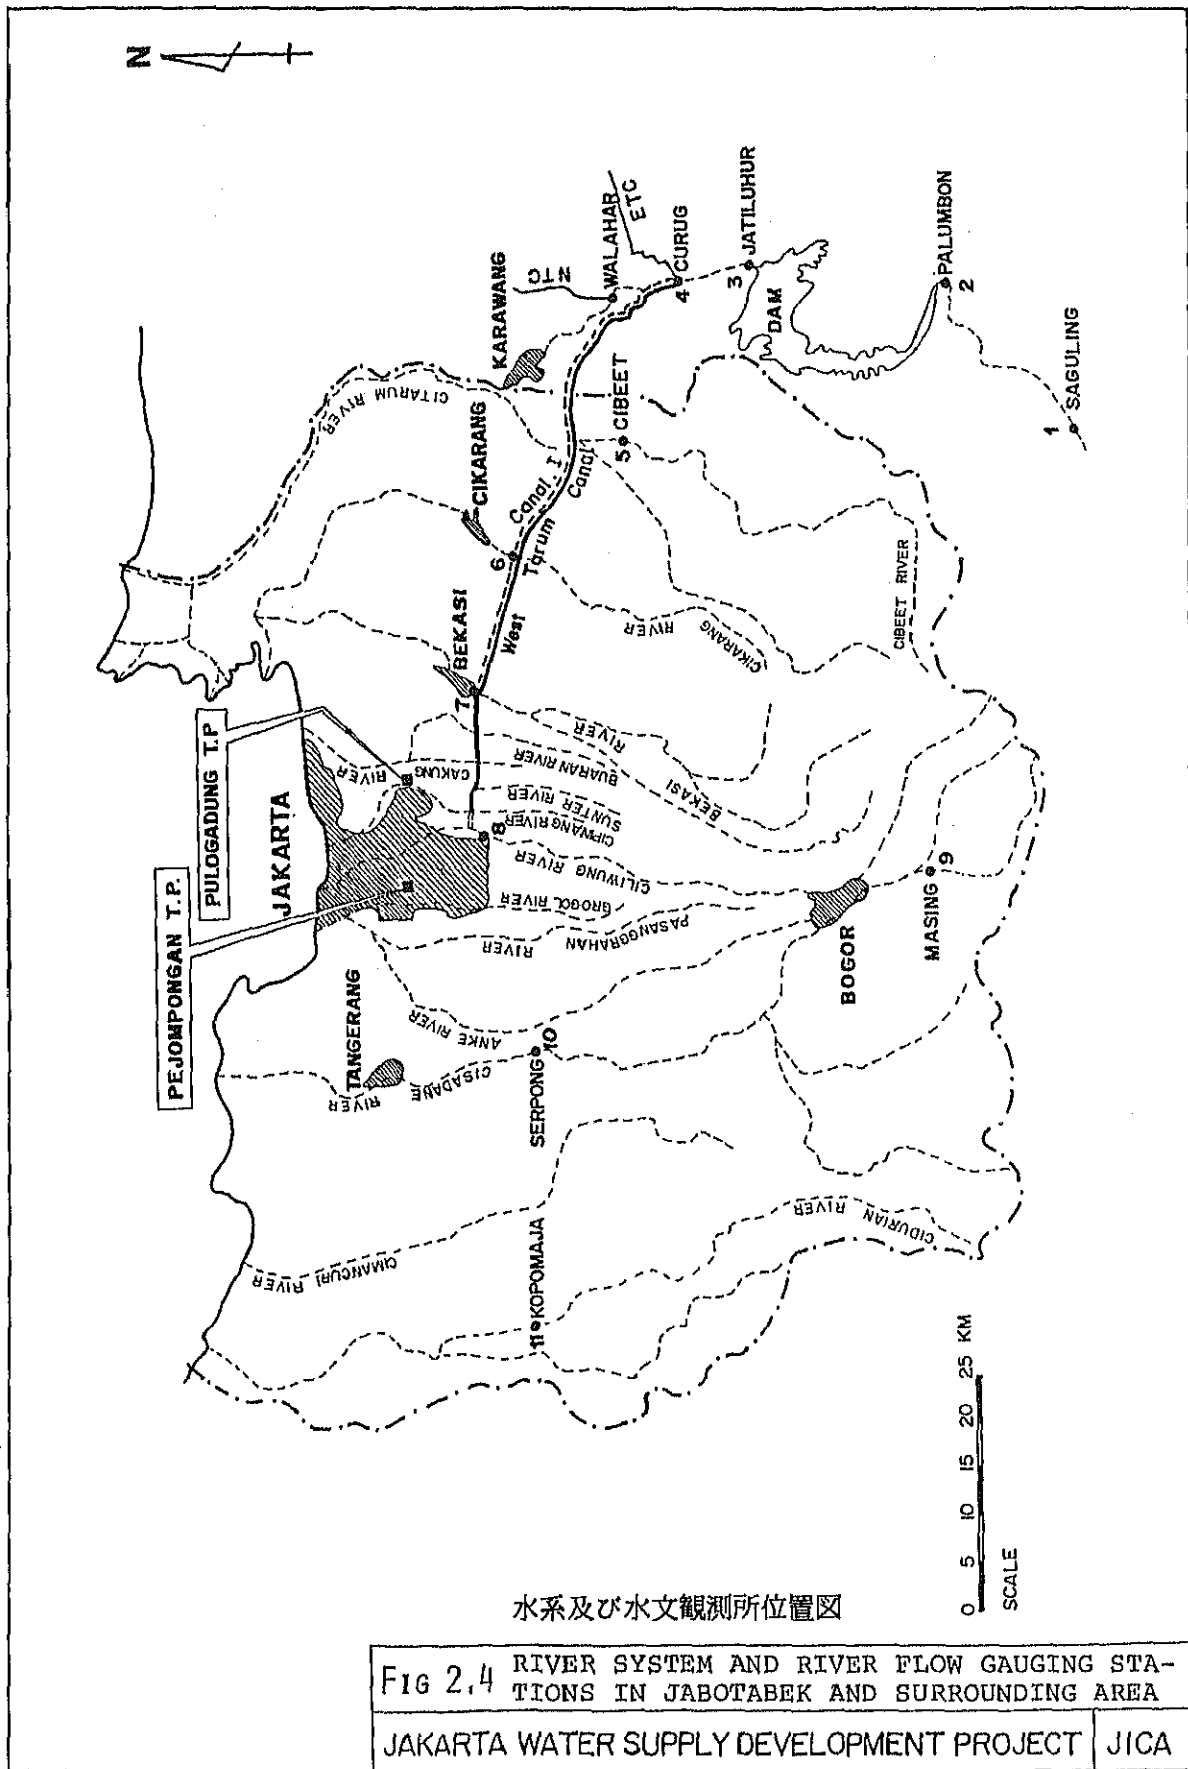 N
PEJOMPONGAN T.P.
PULOGADUNG T.P
JAKARTA
TANGERANG
BEKASI
CIKARANG
KARAWANG
BOGOR
NTC
ETC
WALAHAR
4 CURUG
3 JATILUHUR
DAM
2 PALUMBON
1 SAGULING
5 CIBEET
6
7
8
MASING 9
SERPONG 10
11 KOPOMAJA
West Tarum Canal
Canal I
CITARUM RIVER
CIBEET RIVER
CIKARANG RIVER
BEKASI RIVER
BUARAN RIVER
CAKUNG RIVER
SUNTER RIVER
CIPINANG RIVER
CILIWUNG RIVER
GROGOL RIVER
PASANGGRAHAN RIVER
ANKE RIVER
CISADANE RIVER
CIMANCURI RIVER
CIDURIAN RIVER
0 5 10 15 20 25 KM
SCALE
水系及び水文観測所位置図
FIG 2.4 RIVER SYSTEM AND RIVER FLOW GAUGING STA-
TIONS IN JABOTABEK AND SURROUNDING AREA
JAKARTA WATER SUPPLY DEVELOPMENT PROJECT JICA